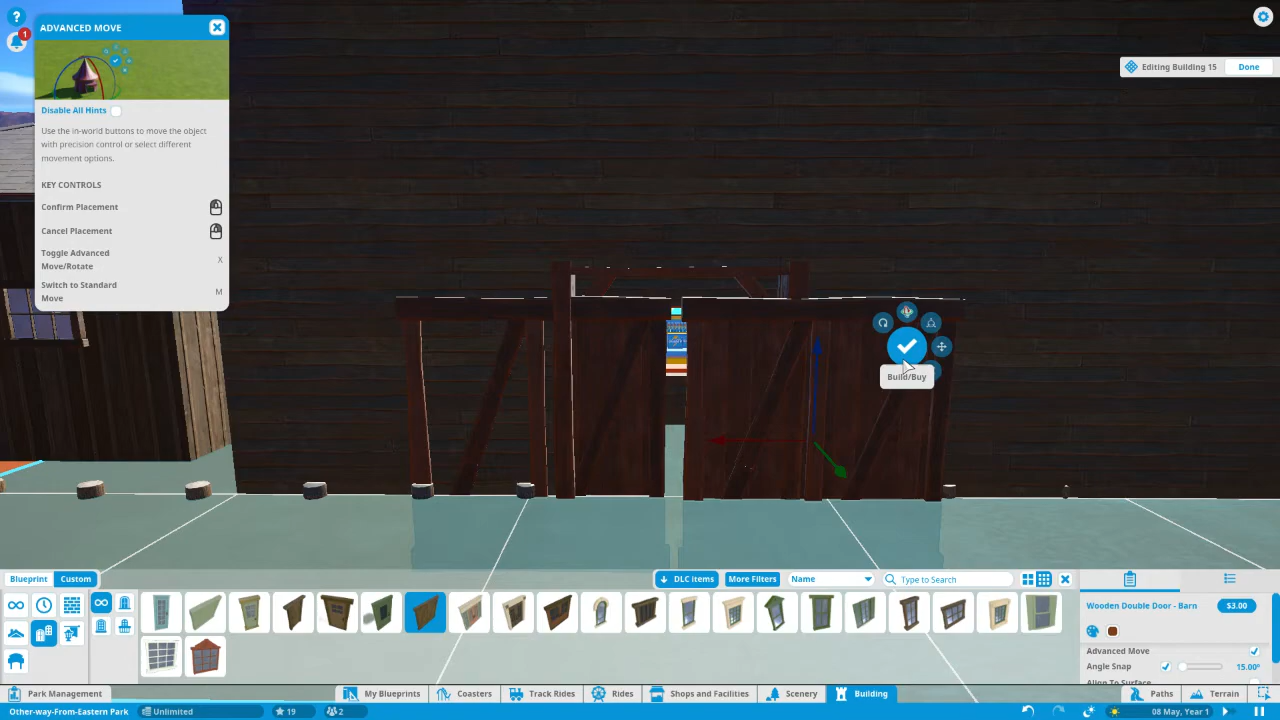 ?
1
ADVANCED MOVE
Disable All Hints
Use the in-world buttons to move the object
with precision control or select different
movement options.
KEY CONTROLS
Confirm Placement
Cancel Placement
Toggle Advanced
Move/Rotate
X
Switch to Standard
Move
M
Editing Building 15
Done
Build/Buy
Blueprint
Custom
DLC items
More Filters
Name
Type to Search
Wooden Double Door - Barn
$3.00
Advanced Move
Angle Snap
15.00°
Align To Surface
Park Management
My Blueprints
Coasters
Track Rides
Rides
Shops and Facilities
Scenery
Building
Paths
Terrain
Other-way-From-Eastern Park
Unlimited
19
2
08 May, Year 1